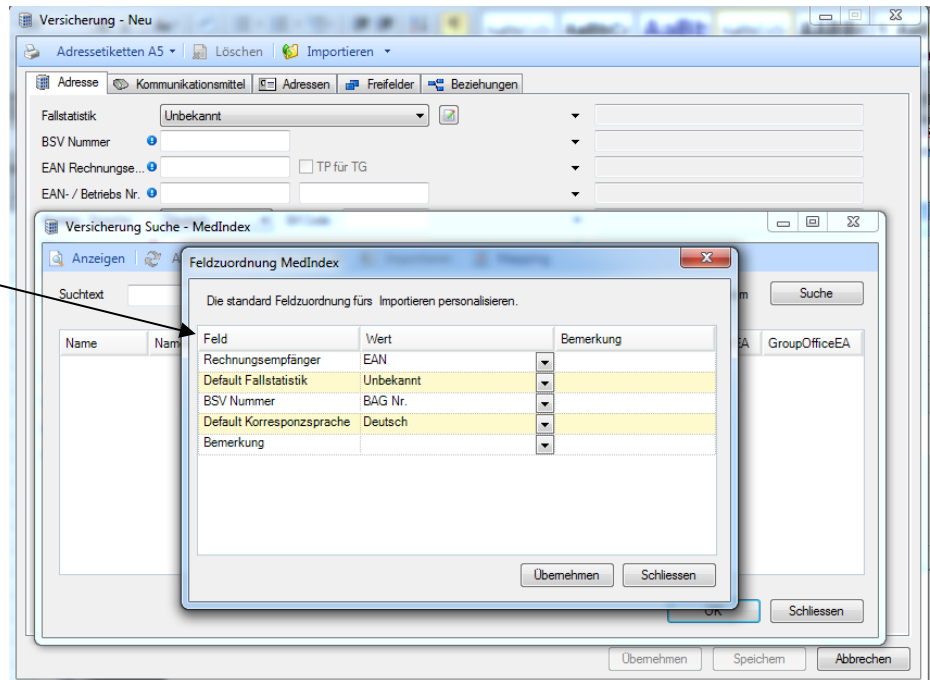 Versicherung - Neu
Adressetiketten A5 Löschen Importieren
Adresse Kommunikationsmittel Adressen Freifelder Beziehungen
Fallstatistik Unbekannt
BSV Nummer
EAN Rechnungse... TP für TG
EAN- / Betriebs Nr.
Versicherung Suche - MedIndex
Anzeigen
Feldzuordnung MedIndex
Suchtext Suche
Die standard Feldzuordnung fürs Importieren personalisieren.
Name Nam EA GroupOfficeEA
Feld Wert Bemerkung
Rechnungsempfänger EAN
Default Fallstatistik Unbekannt
BSV Nummer BAG Nr.
Default Korresponzsprache Deutsch
Bemerkung
Übernehmen Schliessen
OK Schliessen
Übernehmen Speichern Abbrechen